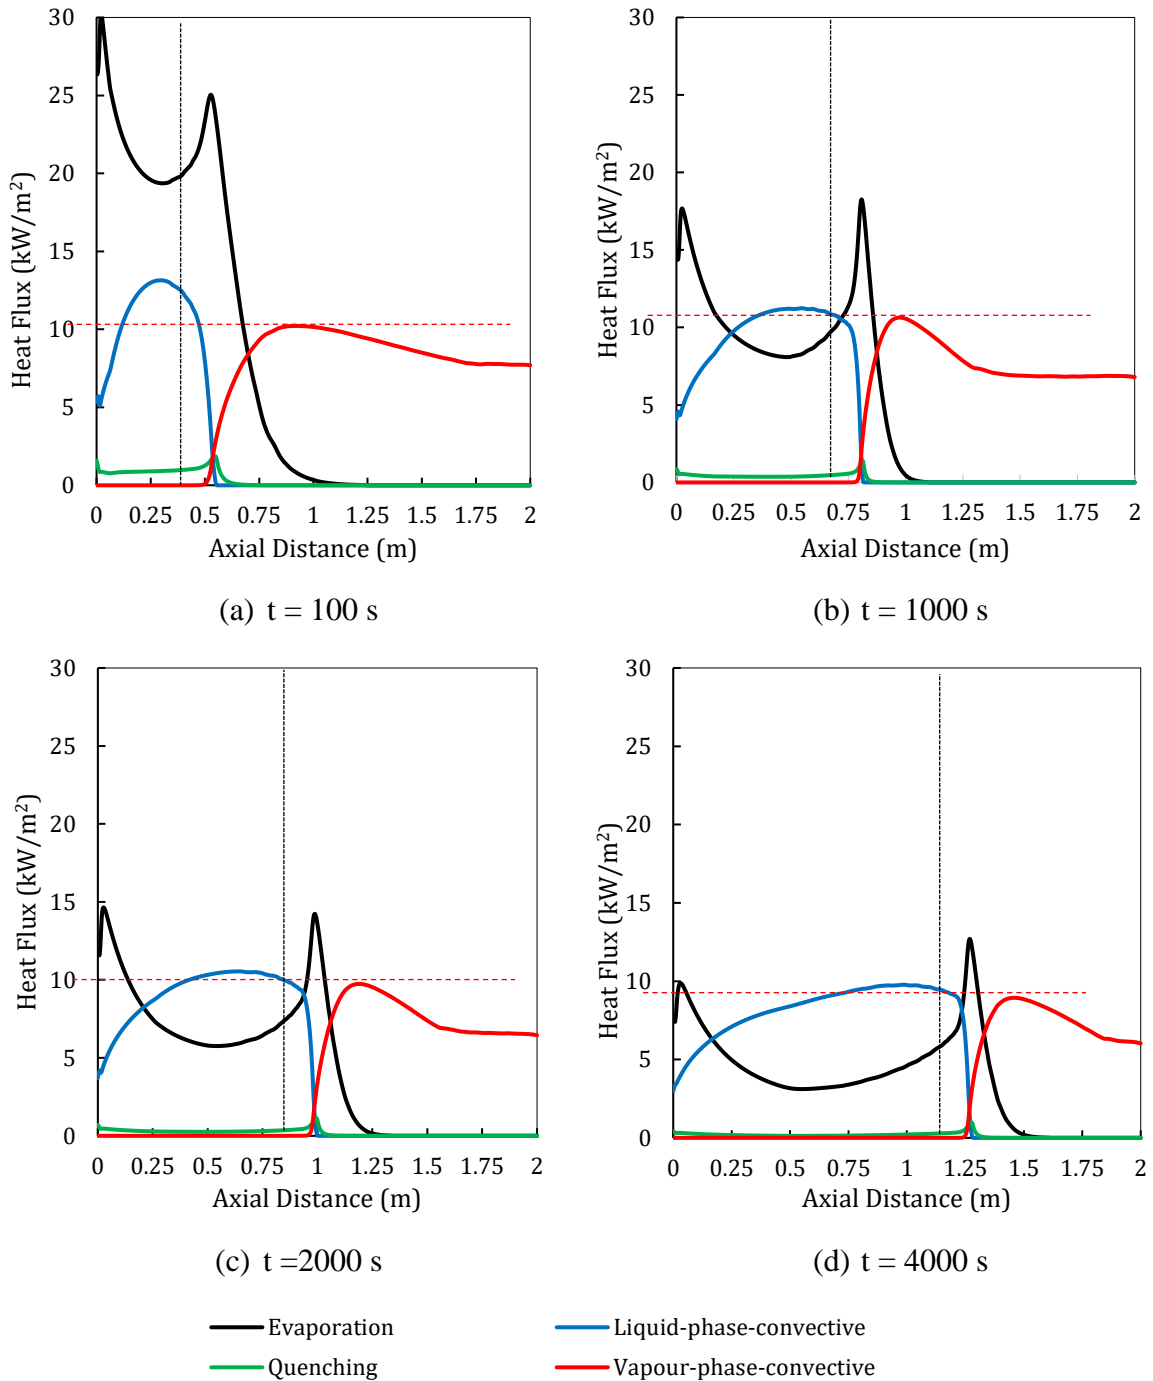 30
25
20
15
10
5
0
Heat Flux (kW/m²)
0 0.25 0.5 0.75 1 1.25 1.5 1.75 2
Axial Distance (m)
(a) t = 100 s
30
25
20
15
10
5
0
Heat Flux (kW/m²)
0 0.25 0.5 0.75 1 1.25 1.5 1.75 2
Axial Distance (m)
(b) t = 1000 s
30
25
20
15
10
5
0
Heat Flux (kW/m²)
0 0.25 0.5 0.75 1 1.25 1.5 1.75 2
Axial Distance (m)
(c) t =2000 s
30
25
20
15
10
5
0
Heat Flux (kW/m²)
0 0.25 0.5 0.75 1 1.25 1.5 1.75 2
Axial Distance (m)
(d) t = 4000 s
Evaporation
Liquid-phase-convective
Quenching
Vapour-phase-convective